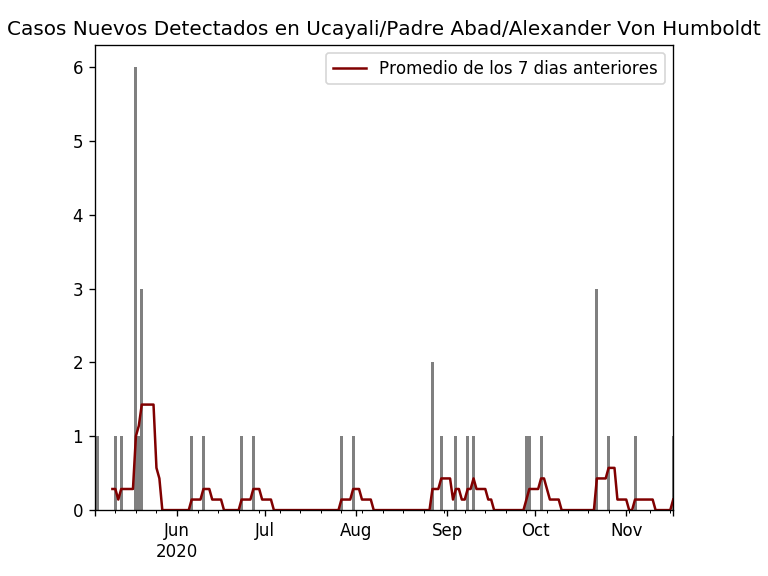 Casos Nuevos Detectados en Ucayali/Padre Abad/Alexander Von Humboldt
Promedio de los 7 dias anteriores
6
5
4
3
2
1
0
Jun Jul Aug Sep Oct Nov
2020